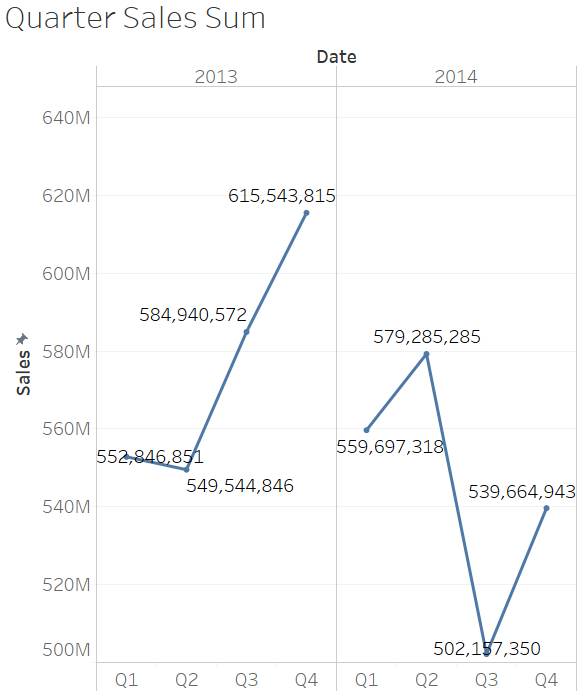 Quarter Sales Sum
Date
2013 2014
640M
620M
615,543,815
600M
584,940,572
580M
579,285,285
Sales
560M
559,697,318
552,846,851
549,544,846
540M
539,664,943
520M
502,157,350
500M
Q1 Q2 Q3 Q4 Q1 Q2 Q3 Q4